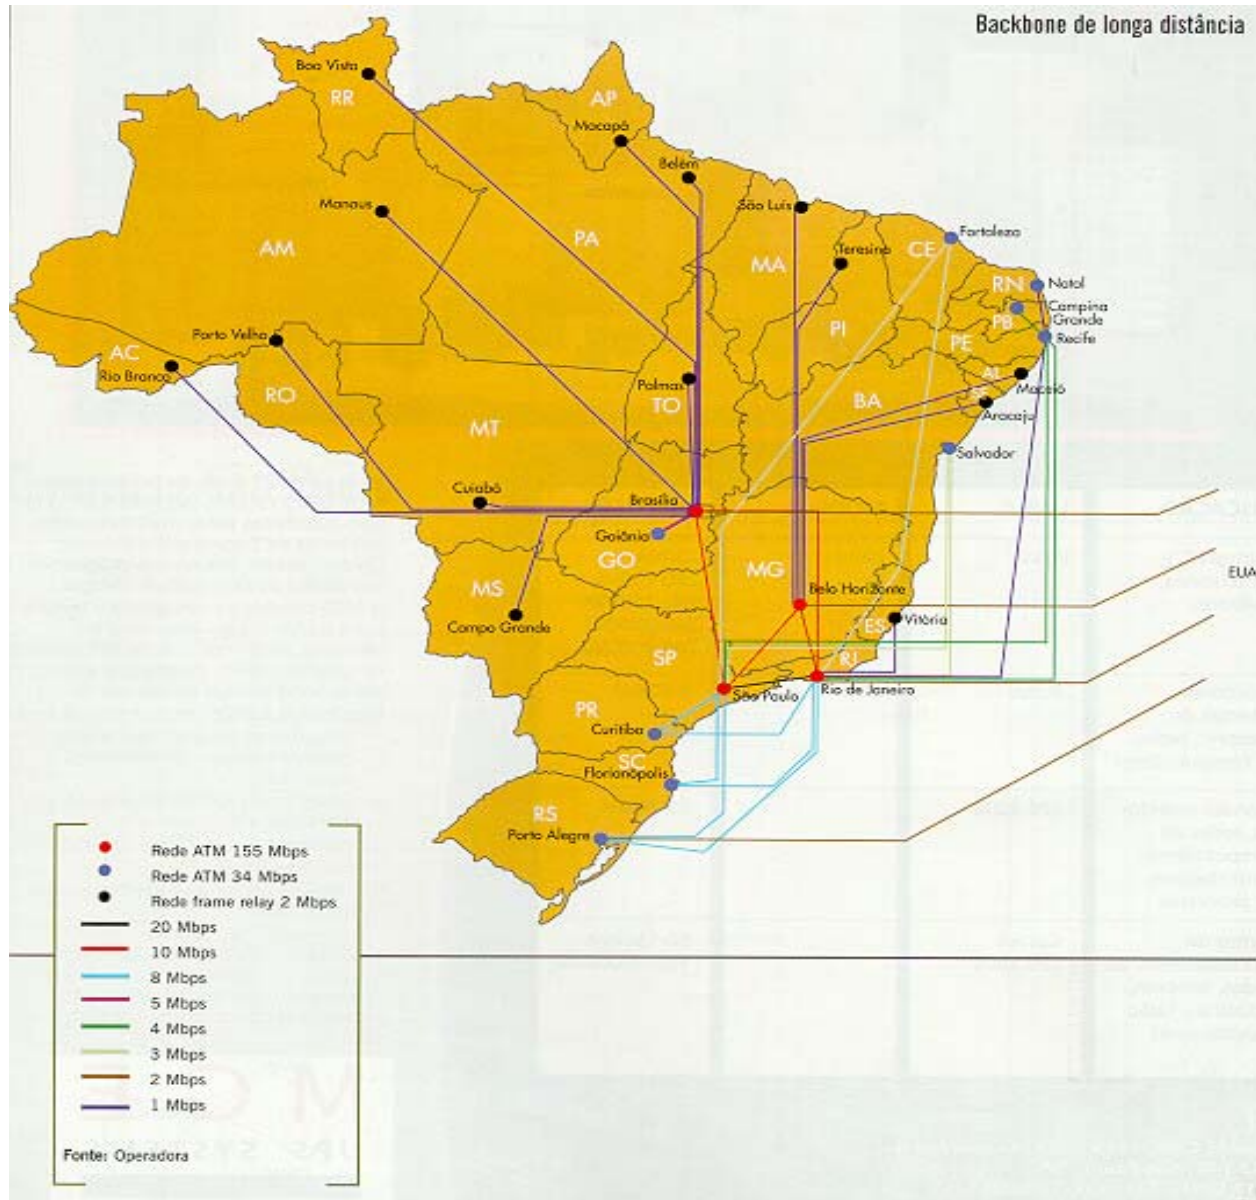 Backbone de longa distância
Boa Vista
RR
AP
Macapá
Belém
Manaus
São Luís
AM
PA
MA
Teresina
CE
Fortaleza
RN
Natal
Campina
Grande
PB
PI
PE
Recife
Porto Velho
AC
Rio Branco
RO
Palmas
TO
BA
AL
Maceió
SE
Aracaju
MT
Salvador
Cuiabá
Brasília
Goiânia
GO
MG
EUA
MS
Belo Horizonte
Campo Grande
ES
Vitória
SP
RJ
São Paulo
Rio de Janeiro
PR
Curitiba
SC
Florianópolis
RS
Porto Alegre
Rede ATM 155 Mbps
Rede ATM 34 Mbps
Rede frame relay 2 Mbps
20 Mbps
10 Mbps
8 Mbps
5 Mbps
4 Mbps
3 Mbps
2 Mbps
1 Mbps
Fonte: Operadora